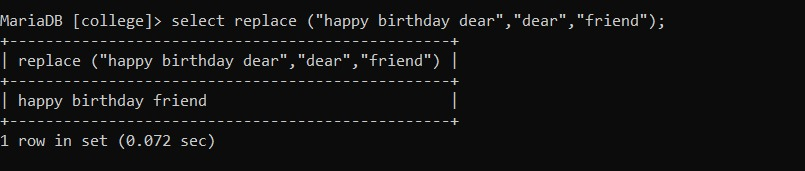 MariaDB [college]> select replace ("happy birthday dear","dear","friend");
+-----------------------------------------------+
| replace ("happy birthday dear","dear","friend") |
+-----------------------------------------------+
| happy birthday friend                           |
+-----------------------------------------------+
1 row in set (0.072 sec)